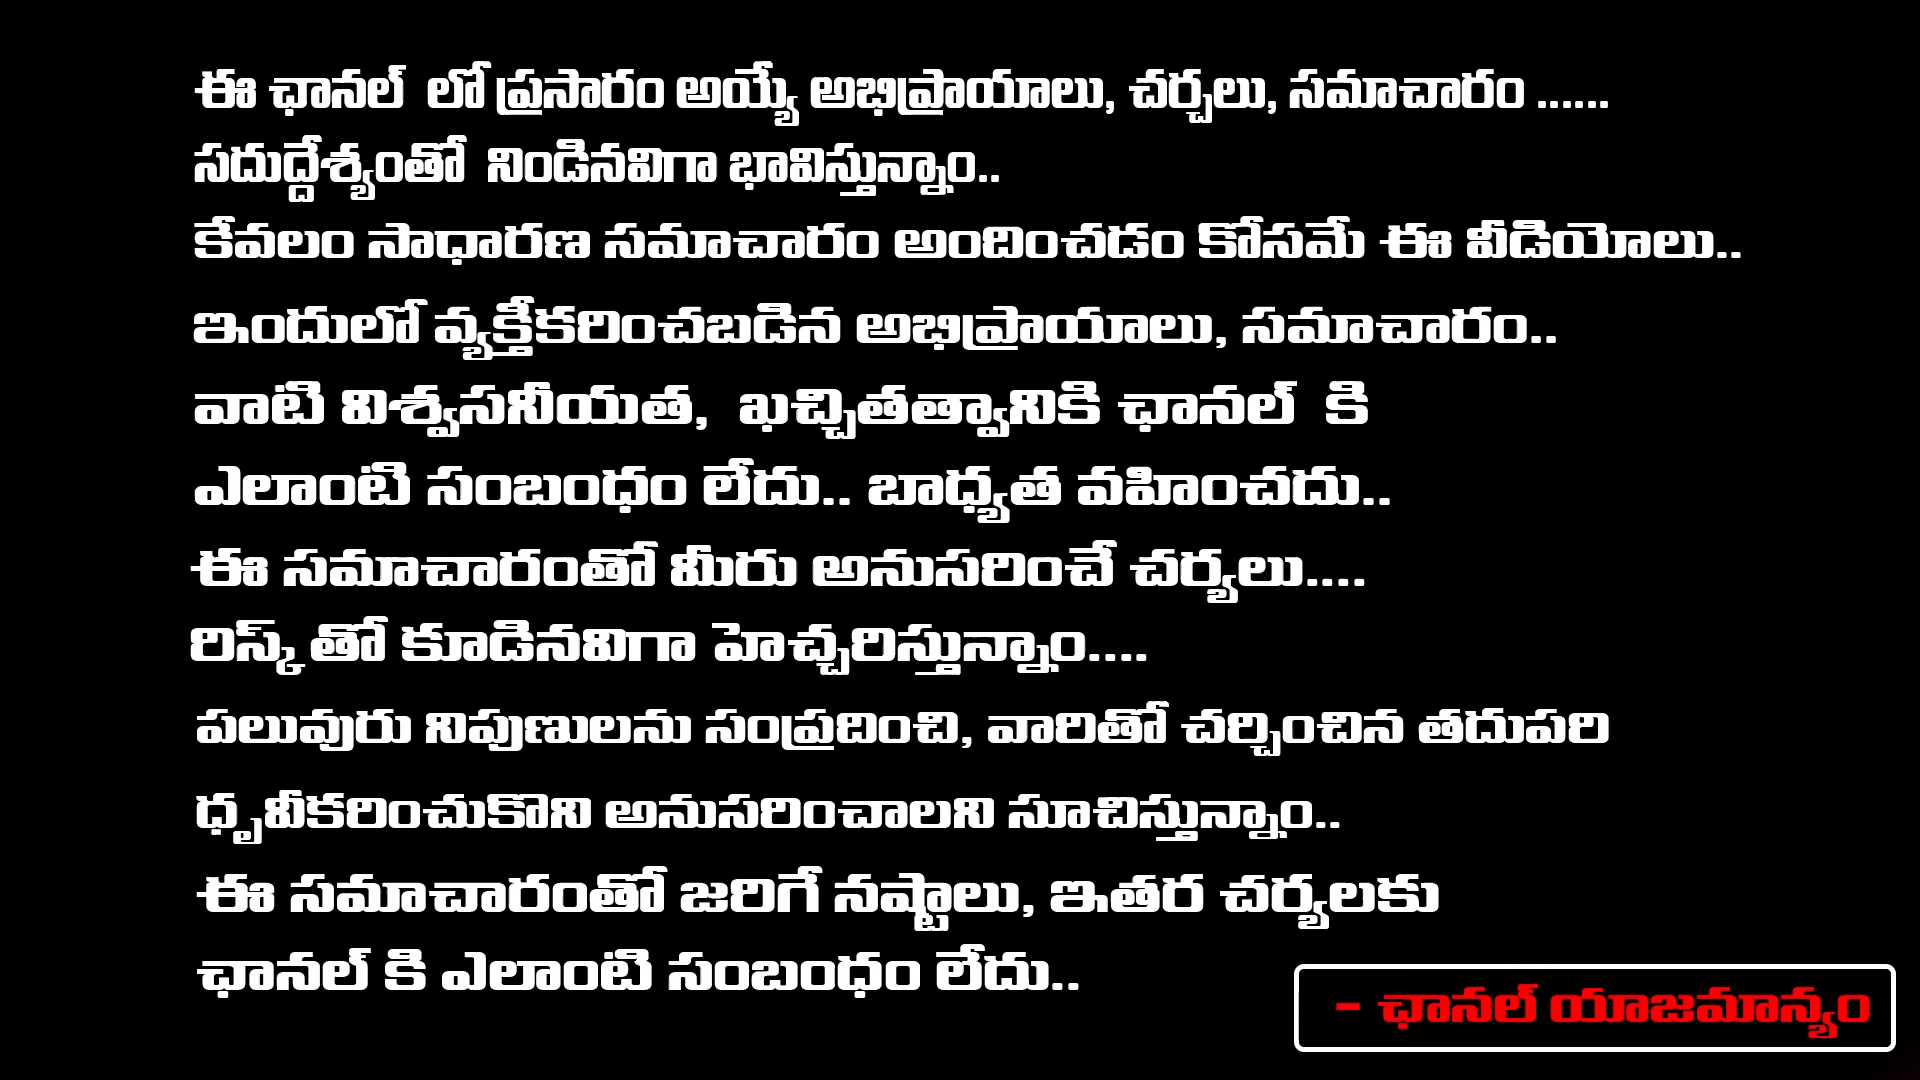 ఈ ఛానల్ లో ప్రసారం అయ్యే అభిప్రాయాలు, చర్చలు, సమాచారం ......
సదుద్దేశ్యంతో నిండినవిగా భావిస్తున్నాం..
కేవలం సాధారణ సమాచారం అందించడం కోసమే ఈ వీడియోలు..
ఇందులో వ్యక్తీకరించబడిన అభిప్రాయాలు, సమాచారం..
వాటి విశ్వసనీయత, ఖచ్చితత్వానికి ఛానల్ కి
ఎలాంటి సంబంధం లేదు.. బాధ్యత వహించదు..
ఈ సమాచారంతో మీరు అనుసరించే చర్యలు....
రిస్క్ తో కూడినవిగా హెచ్చరిస్తున్నాం....
పలువురు నిపుణులను సంప్రదించి, వారితో చర్చించిన తదుపరి
ధృవీకరించుకొని అనుసరించాలని సూచిస్తున్నాం..
ఈ సమాచారంతో జరిగే నష్టాలు, ఇతర చర్యలకు
ఛానల్ కి ఎలాంటి సంబంధం లేదు..
- ఛానల్ యాజమాన్యం